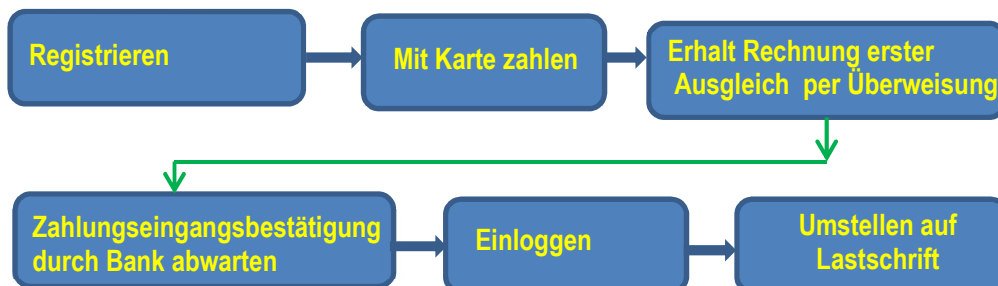 Registrieren
Mit Karte zahlen
Erhalt Rechnung erster
Ausgleich per Überweisung
Zahlungseingangsbestätigung
durch Bank abwarten
Einloggen
Umstellen auf
Lastschrift